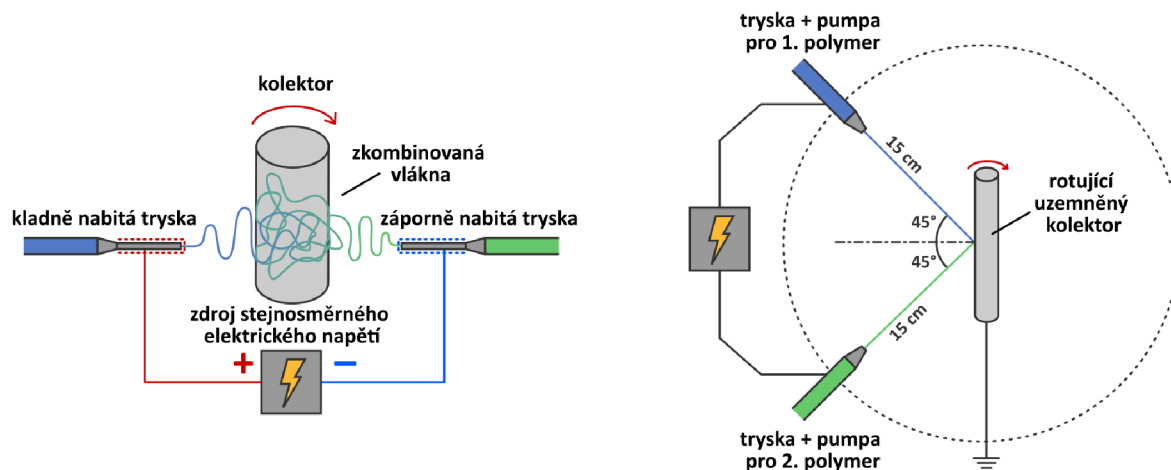 kolektor
zkombinovaná
vlákna
kladně nabitá tryska
záporně nabitá tryska
zdroj stejnosměrného
elektrického napětí
+
−
tryska + pumpa
pro 1. polymer
15 cm
45°
45°
15 cm
rotující
uzemněný
kolektor
tryska + pumpa
pro 2. polymer